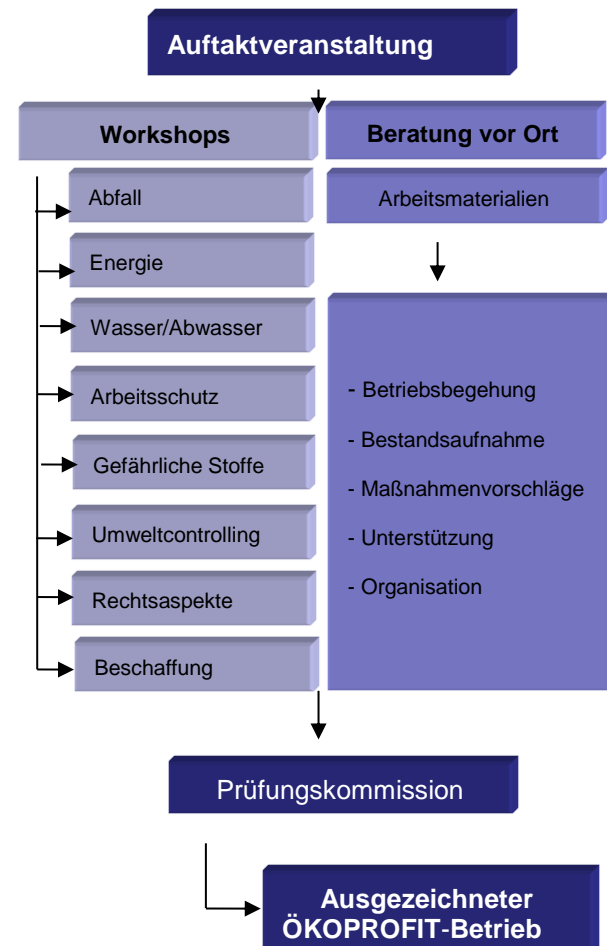 Auftaktveranstaltung
Workshops
Abfall
Energie
Wasser/Abwasser
Arbeitsschutz
Gefährliche Stoffe
Umweltcontrolling
Rechtsaspekte
Beschaffung
Beratung vor Ort
Arbeitsmaterialien
- Betriebsbegehung
- Bestandsaufnahme
- Maßnahmenvorschläge
- Unterstützung
- Organisation
Prüfungskommission
Ausgezeichneter
ÖKOPROFIT-Betrieb